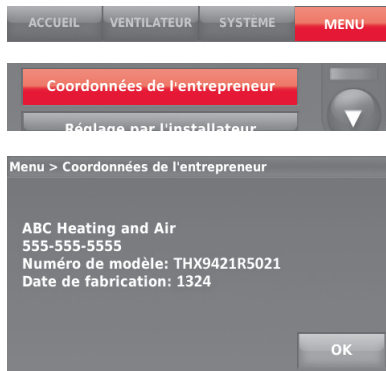 ACCUEIL VENTILATEUR SYSTEME MENU
Coordonnées de l'entrepreneur
Réglage par l'installateur
Menu > Coordonnées de l'entrepreneur
ABC Heating and Air
555-555-5555
Numéro de modèle: THX9421R5021
Date de fabrication: 1324
OK